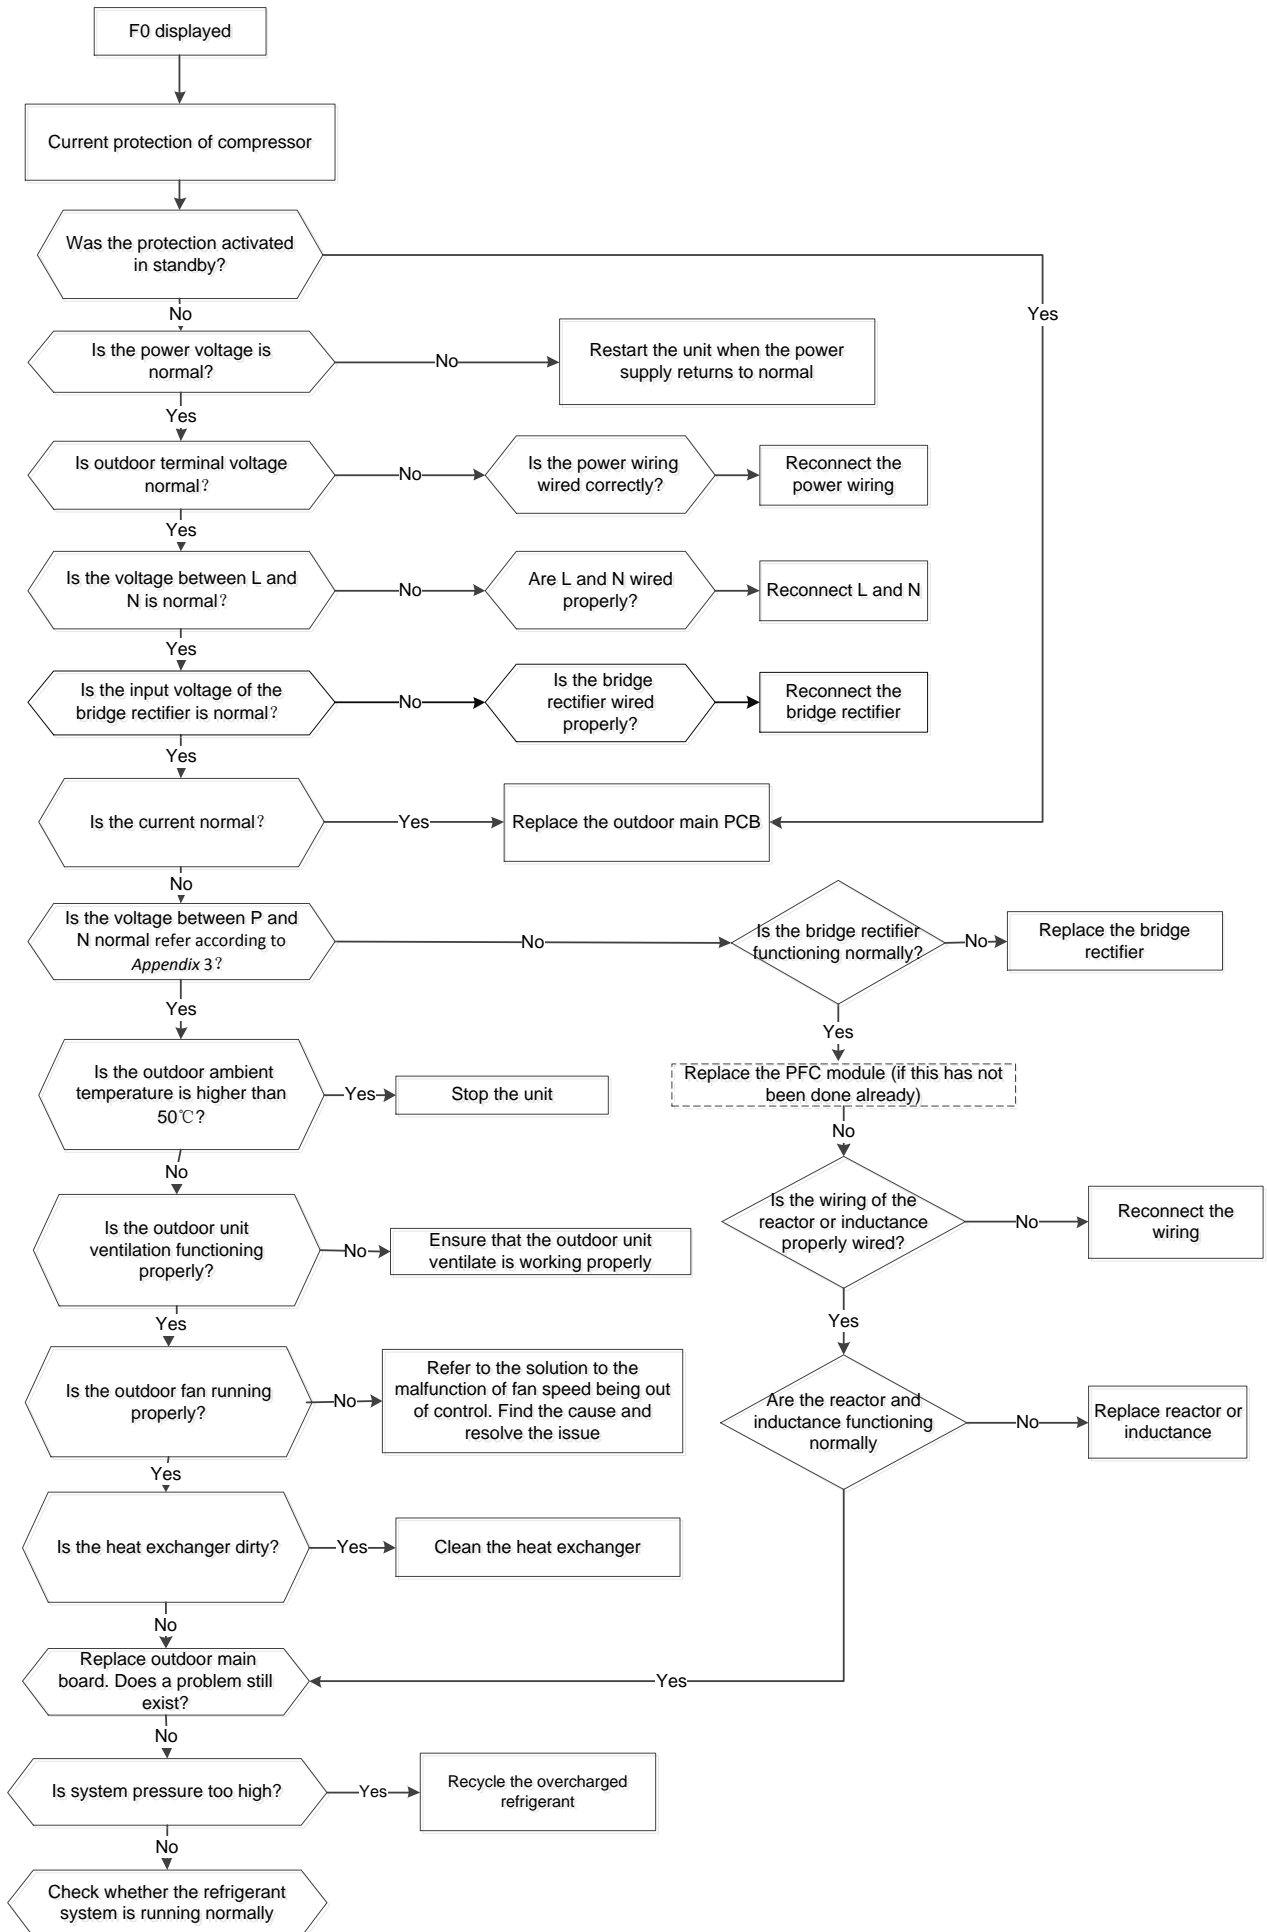 F0 displayed
Current protection of compressor
Was the protection activated
in standby?
Yes
No
Is the power voltage is
normal?
No
Restart the unit when the power
supply returns to normal
Yes
Is outdoor terminal voltage
normal?
No
Is the power wiring
wired correctly?
Reconnect the
power wiring
Yes
Is the voltage between L and
N is normal?
No
Are L and N wired
properly?
Reconnect L and N
Yes
Is the input voltage of the
bridge rectifier is normal?
No
Is the bridge
rectifier wired
properly?
Reconnect the
bridge rectifier
Yes
Is the current normal?
Yes
Replace the outdoor main PCB
No
Is the voltage between P and
N normal refer according to
Appendix 3?
No
Is the bridge rectifier
functioning normally?
No
Replace the bridge
rectifier
Yes
Yes
Replace the PFC module (if this has not
been done already)
Is the outdoor ambient
temperature is higher than
50℃?
Yes
Stop the unit
No
No
Is the wiring of the
reactor or inductance
properly wired?
No
Reconnect the
wiring
Is the outdoor unit
ventilation functioning
properly?
No
Ensure that the outdoor unit
ventilate is working properly
Yes
Yes
Is the outdoor fan running
properly?
No
Refer to the solution to the
malfunction of fan speed being out
of control. Find the cause and
resolve the issue
Are the reactor and
inductance functioning
normally
No
Replace reactor or
inductance
Yes
Is the heat exchanger dirty?
Yes
Clean the heat exchanger
No
Replace outdoor main
board. Does a problem still
exist?
Yes
No
Is system pressure too high?
Yes
Recycle the overcharged
refrigerant
No
Check whether the refrigerant
system is running normally